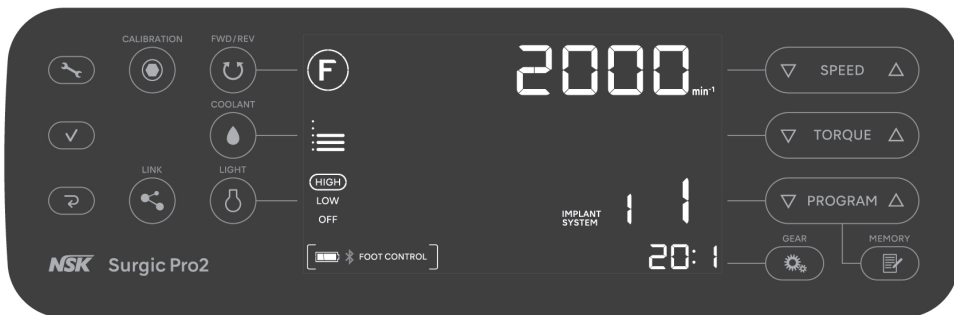 CALIBRATION
FWD/REV
F
2000 min-1
▽ SPEED △
COOLANT
▽ TORQUE △
LINK
LIGHT
HIGH
LOW
OFF
IMPLANT
SYSTEM
1 1
▽ PROGRAM △
GEAR
MEMORY
FOOT CONTROL
20:1
NSK Surgic Pro2